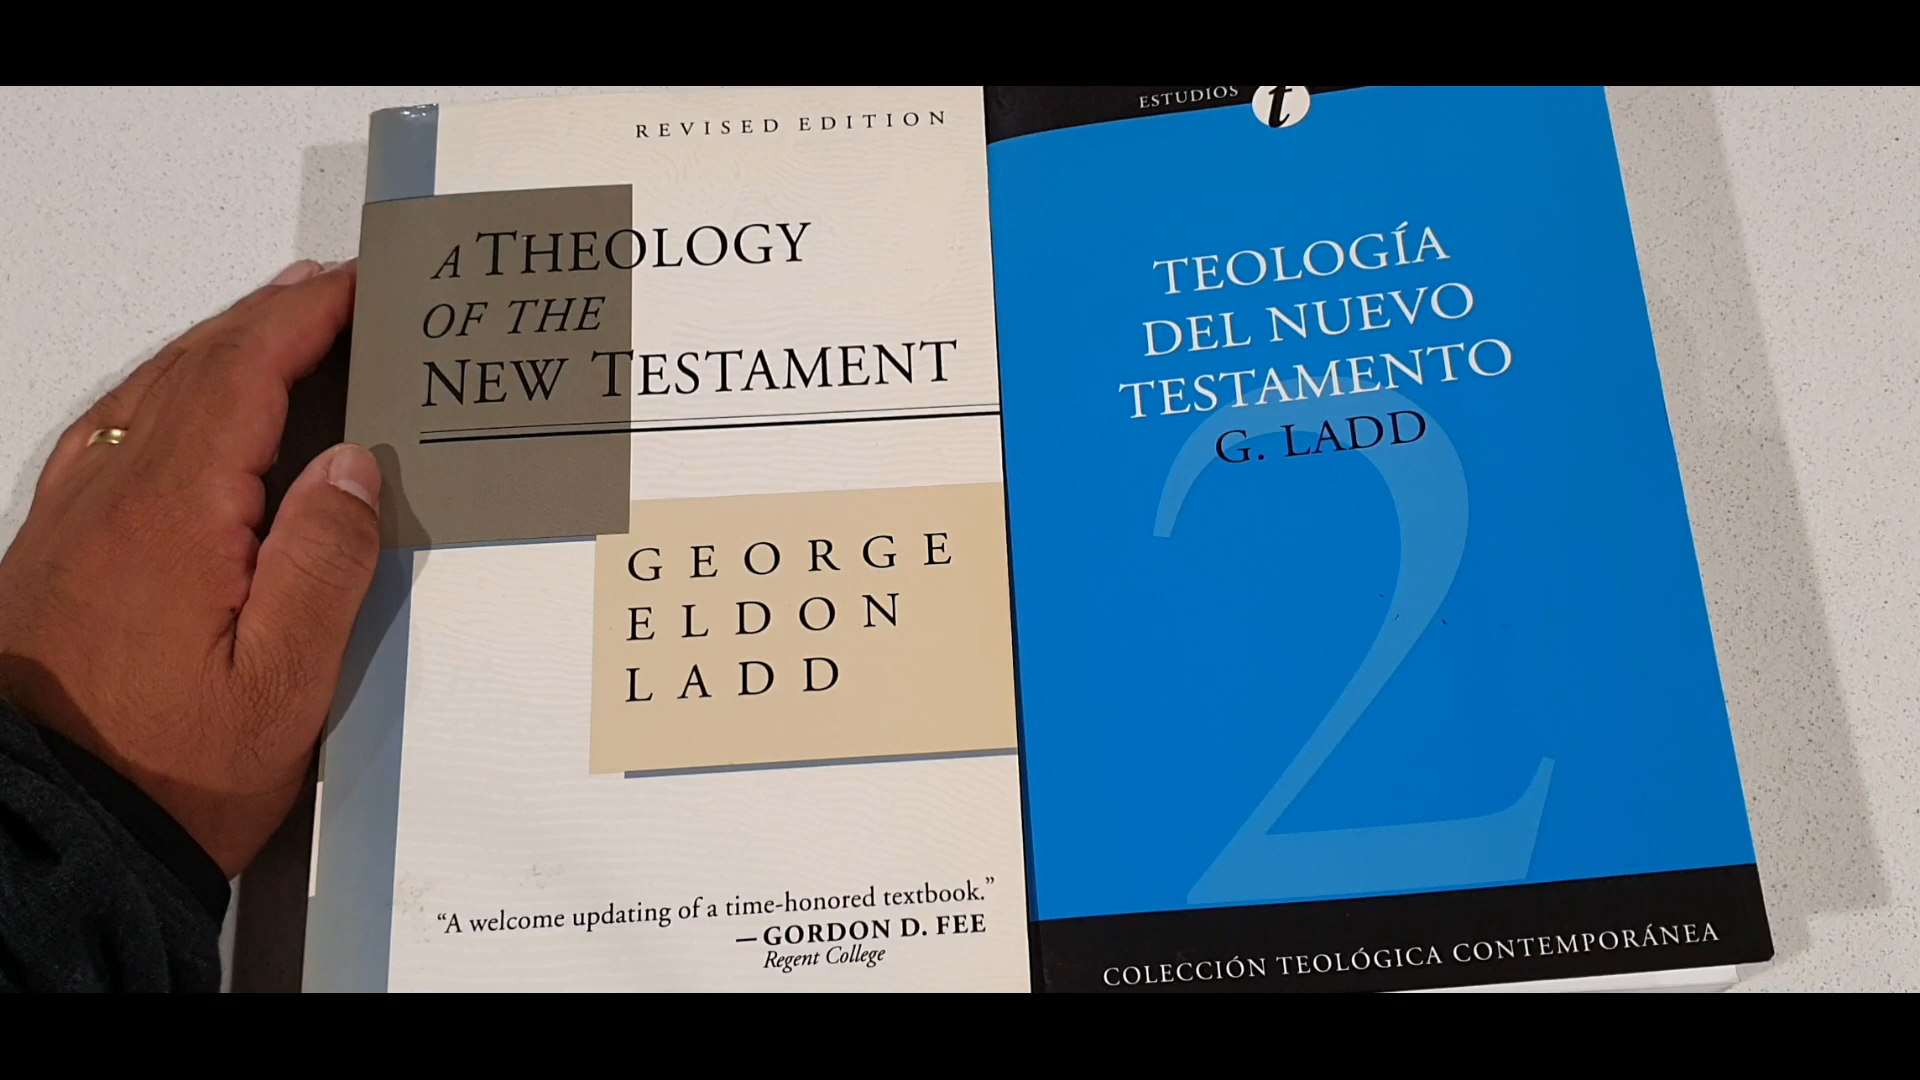 REVISED EDITION
A THEOLOGY
OF THE
NEW TESTAMENT
GEORGE
ELDON
LADD
“A welcome updating of a time-honored textbook.”
— GORDON D. FEE
Regent College
ESTUDIOS
t
TEOLOGÍA
DEL NUEVO
TESTAMENTO
G. LADD
2
COLECCIÓN TEOLÓGICA CONTEMPORÁNEA